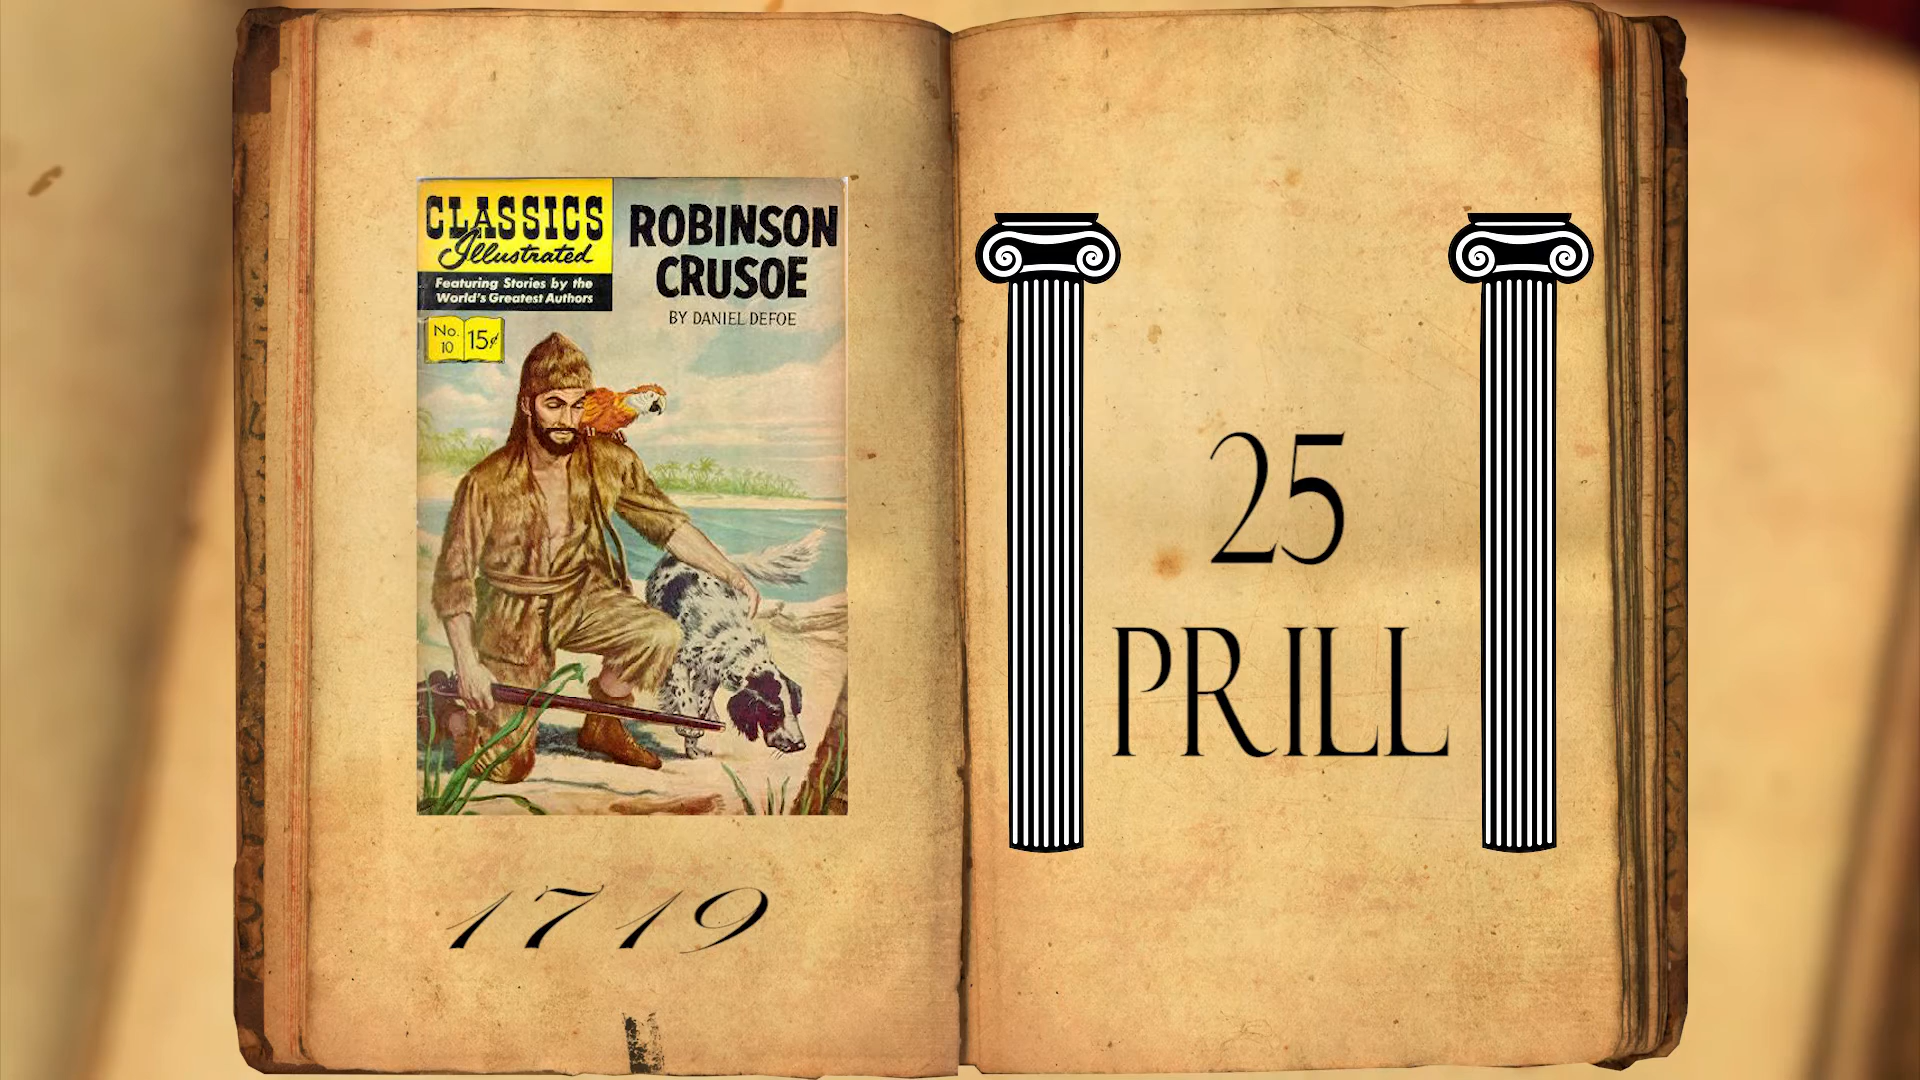 CLASSICS
Illustrated
Featuring Stories by the
World's Greatest Authors
No.
10
15¢
ROBINSON
CRUSOE
BY DANIEL DEFOE
1719
25
PRILL